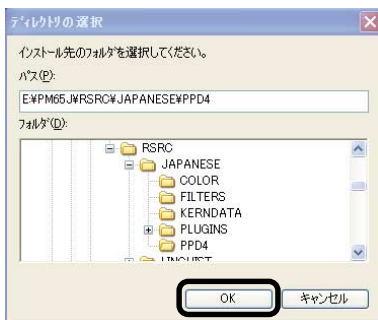 ディレクトリの選択
インストール先のフォルダを選択してください。
パス(P):
E:¥PM65J¥RSRC¥JAPANESE¥PPD4
フォルダ(D):
RSRC
JAPANESE
COLOR
FILTERS
KERNDATA
PLUGINS
PPD4
LINGUIST
OK キャンセル